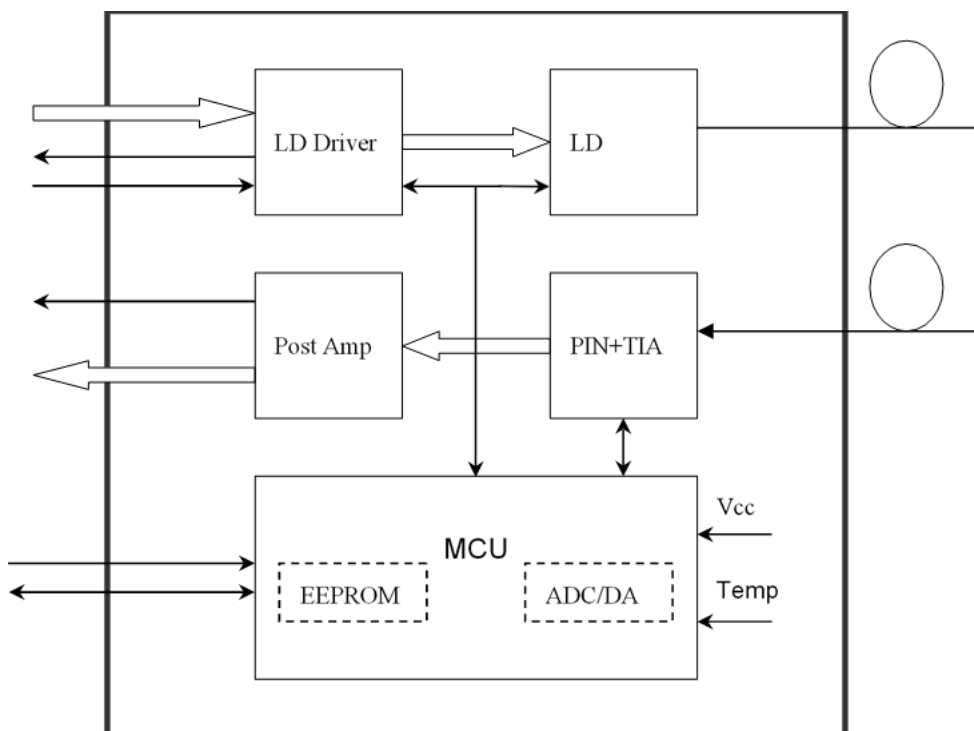 LD Driver
LD
Post Amp
PIN+TIA
Vcc
MCU
EEPROM
ADC/DA
Temp